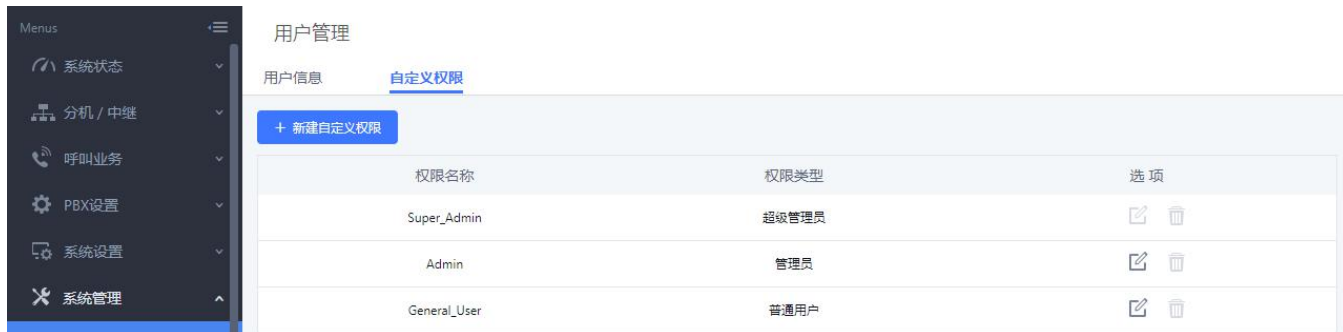 Menus
系统状态
分机 / 中继
呼叫业务
PBX设置
系统设置
系统管理
用户管理
用户信息 自定义权限
+ 新建自定义权限
权限名称 权限类型 选项
Super_Admin 超级管理员
Admin 管理员
General_User 普通用户